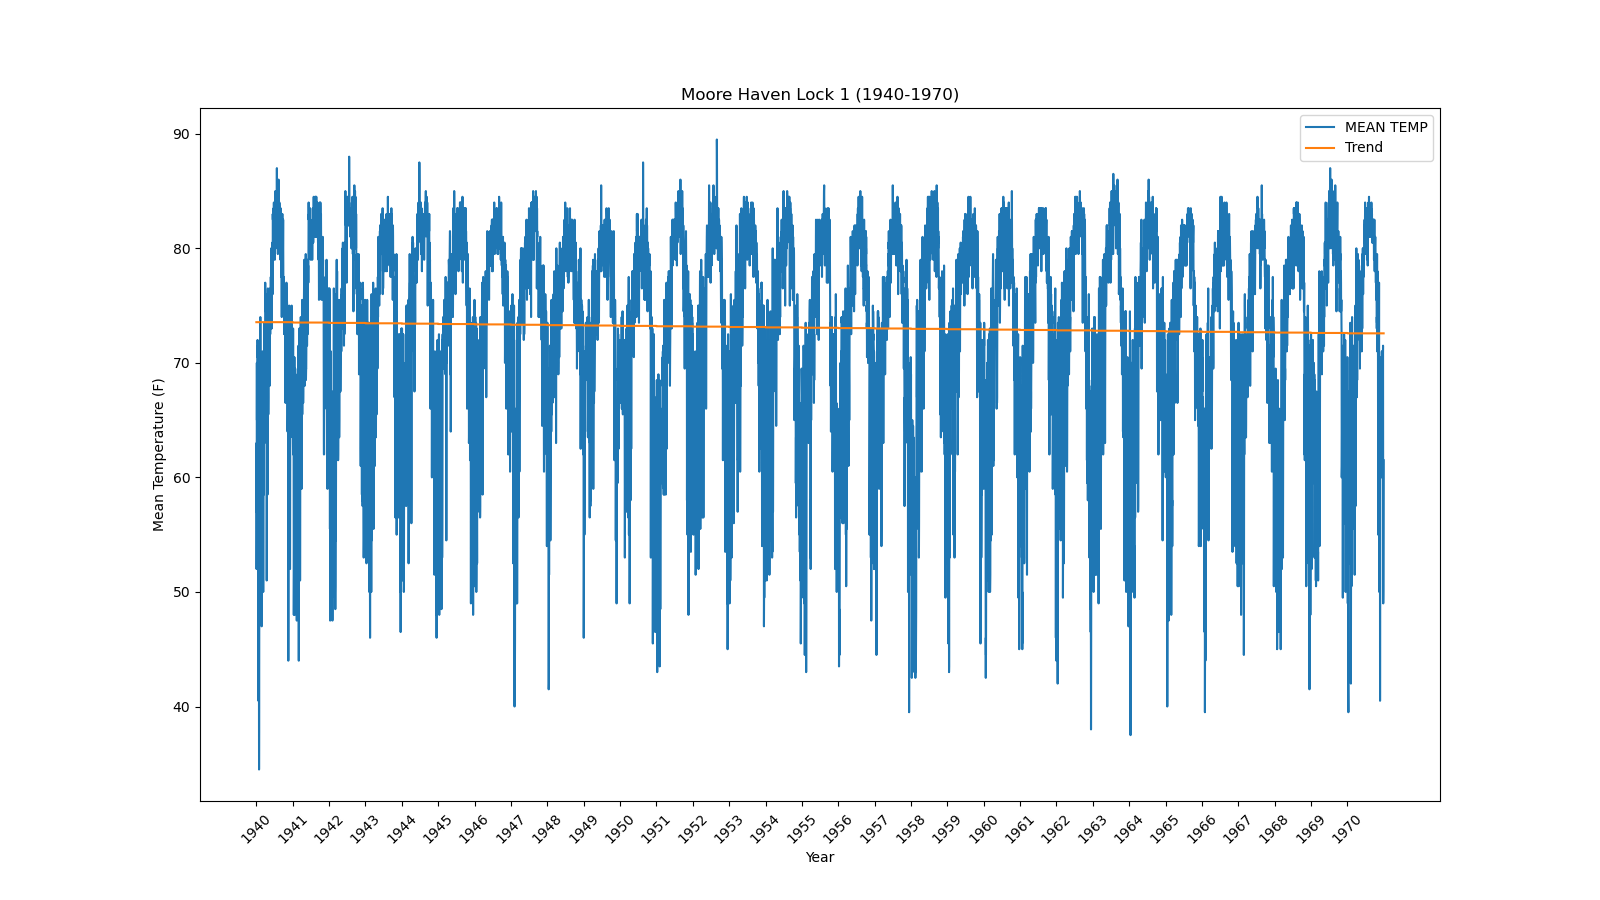 Moore Haven Lock 1 (1940-1970)
MEAN TEMP
Trend
90
80
70
60
50
40
Mean Temperature (F)
1940 1941 1942 1943 1944 1945 1946 1947 1948 1949 1950 1951 1952 1953 1954 1955 1956 1957 1958 1959 1960 1961 1962 1963 1964 1965 1966 1967 1968 1969 1970
Year